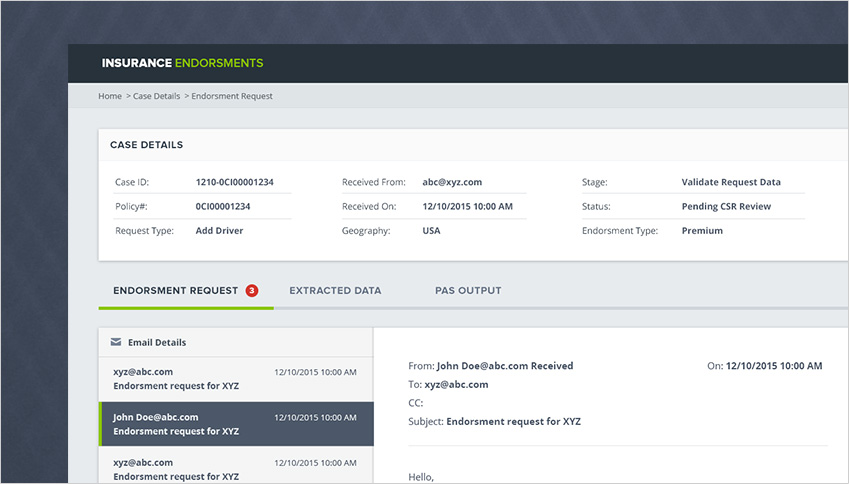 INSURANCE ENDORSMENTS
Home > Case Details > Endorsment Request
CASE DETAILS
Case ID: 1210-0CI00001234 Received From: abc@xyz.com Stage: Validate Request Data
Policy#: 0CI00001234 Received On: 12/10/2015 10:00 AM Status: Pending CSR Review
Request Type: Add Driver Geography: USA Endorsment Type: Premium
ENDORSMENT REQUEST 3 EXTRACTED DATA PAS OUTPUT
Email Details
xyz@abc.com 12/10/2015 10:00 AM
Endorsment request for XYZ
John Doe@abc.com 12/10/2015 10:00 AM
Endorsment request for XYZ
xyz@abc.com 12/10/2015 10:00 AM
Endorsment request for XYZ
From: John Doe@abc.com Received On: 12/10/2015 10:00 AM
To: xyz@abc.com
CC:
Subject: Endorsment request for XYZ
Hello,